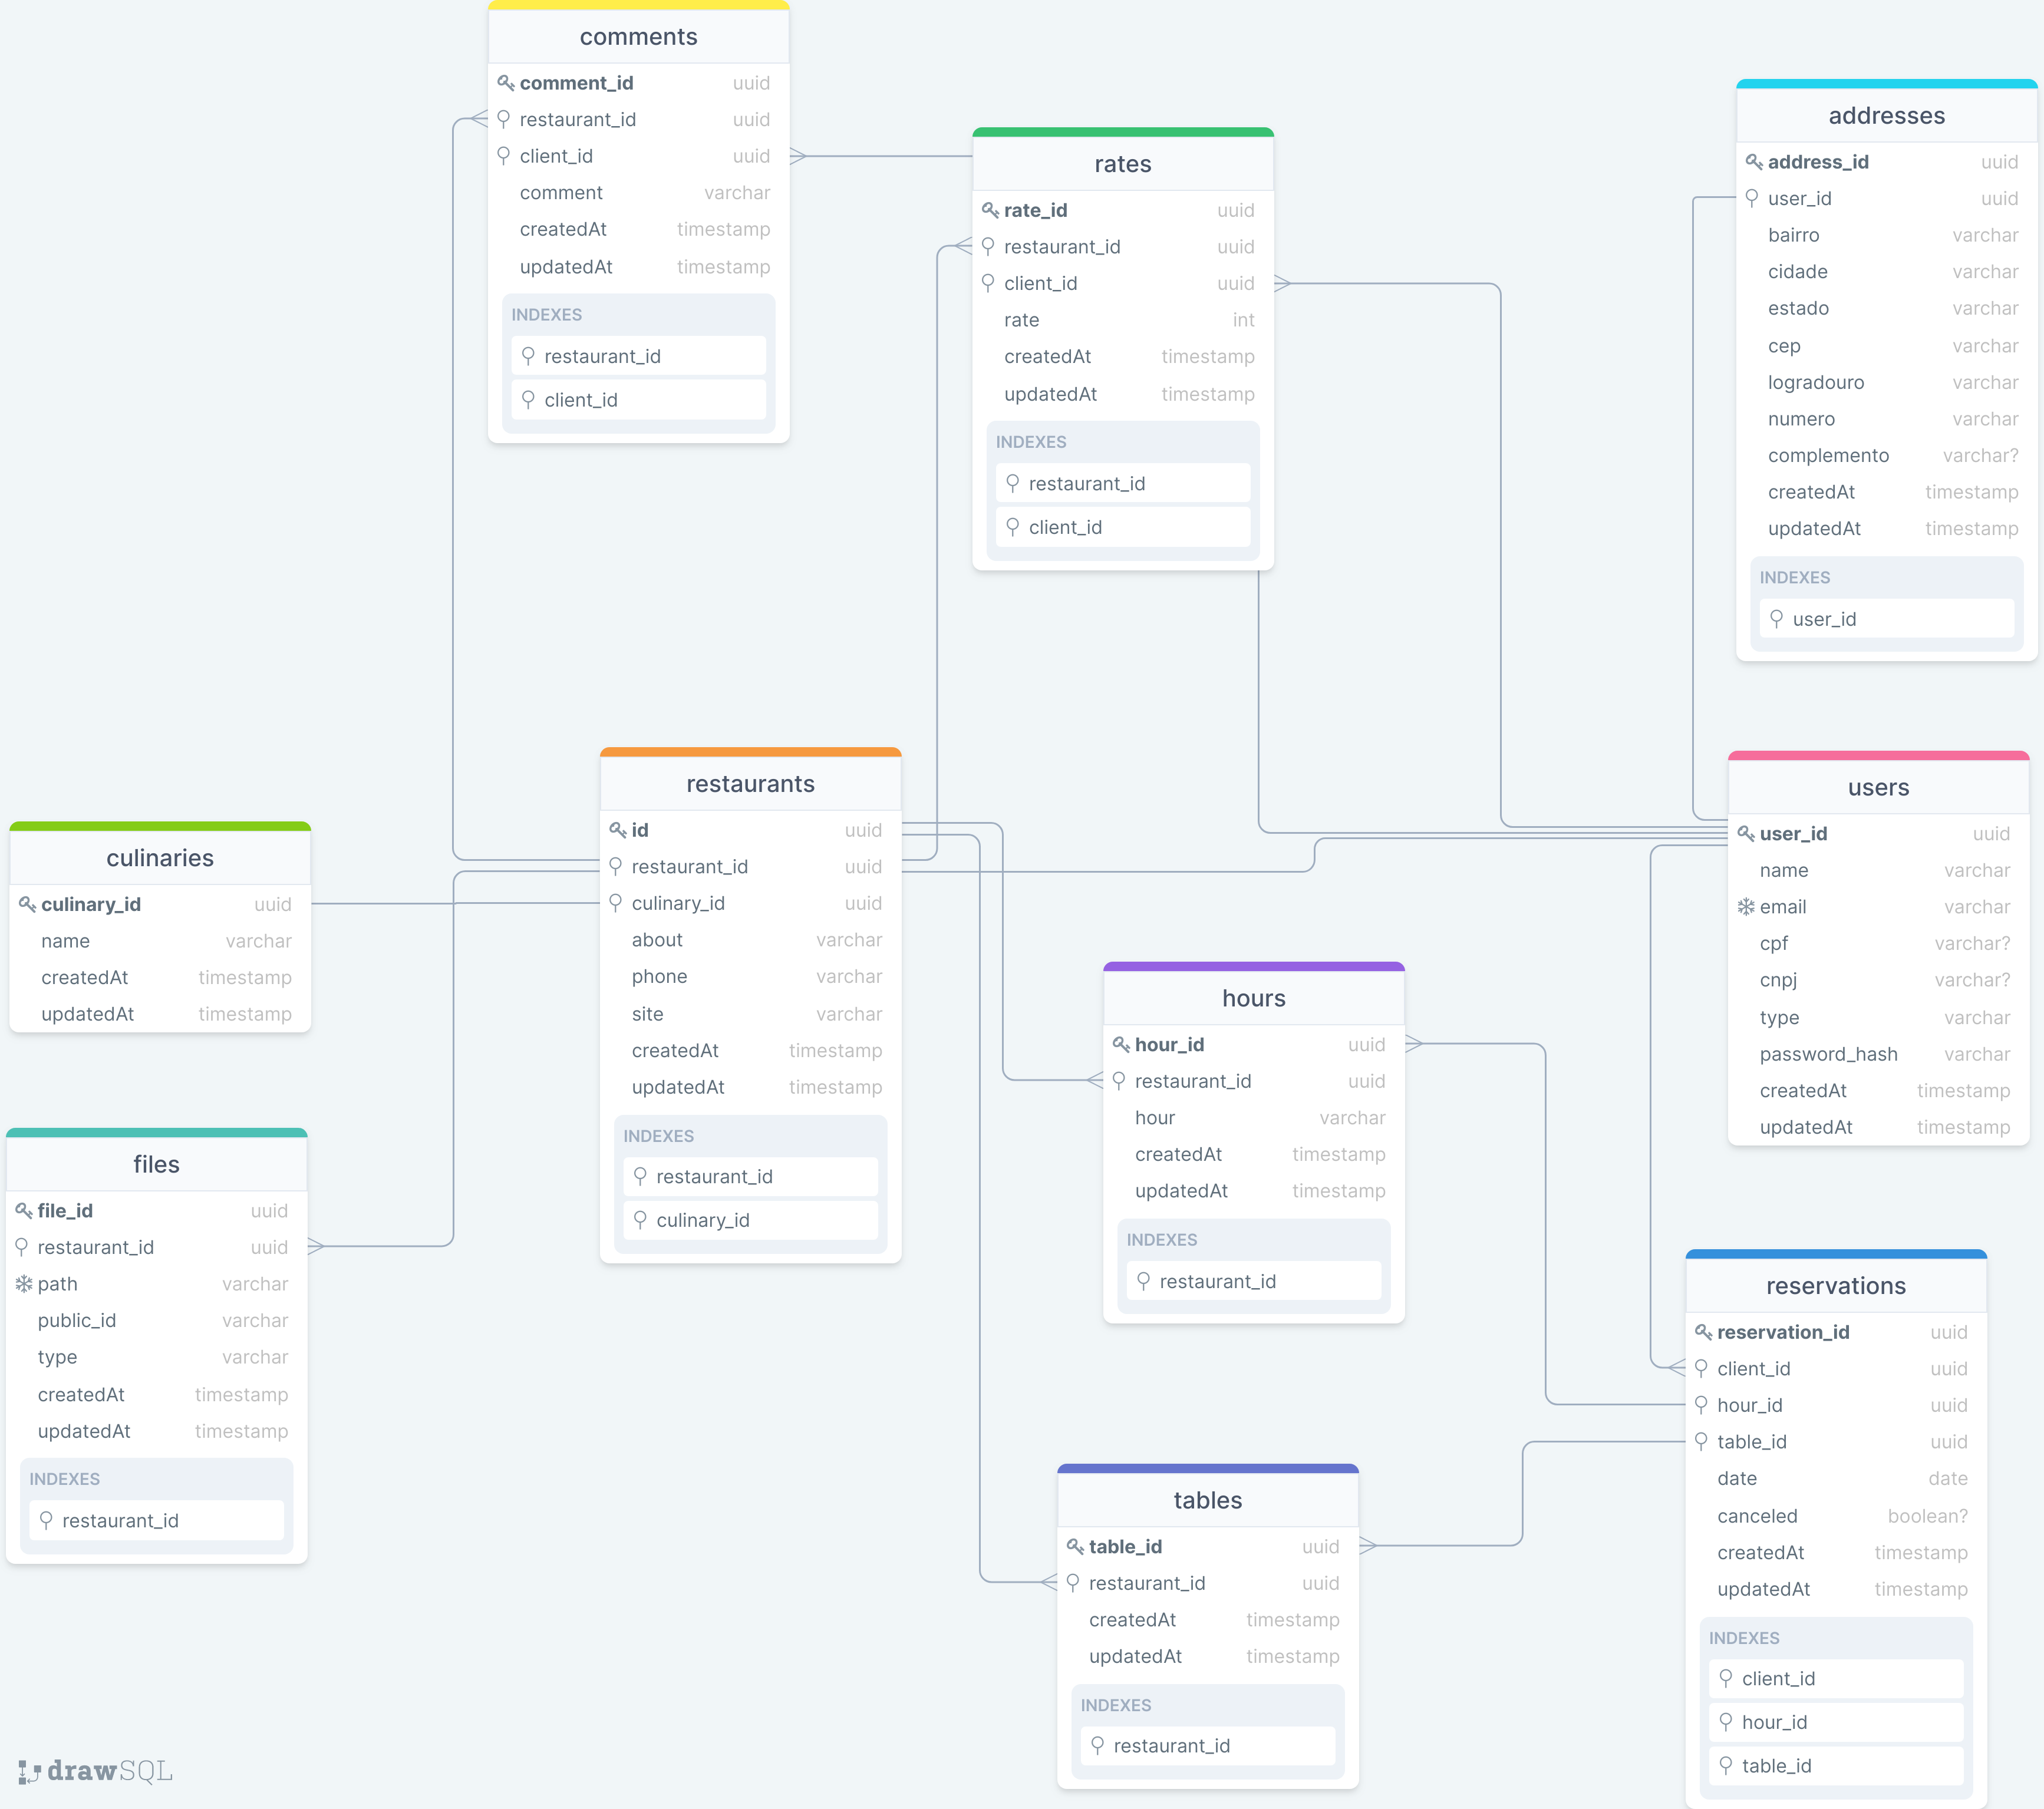 comments
comment_id uuid
restaurant_id uuid
client_id uuid
comment varchar
createdAt timestamp
updatedAt timestamp
INDEXES
restaurant_id
client_id
rates
rate_id uuid
restaurant_id uuid
client_id uuid
rate int
createdAt timestamp
updatedAt timestamp
INDEXES
restaurant_id
client_id
addresses
address_id uuid
user_id uuid
bairro varchar
cidade varchar
estado varchar
cep varchar
logradouro varchar
numero varchar
complemento varchar?
createdAt timestamp
updatedAt timestamp
INDEXES
user_id
restaurants
id uuid
restaurant_id uuid
culinary_id uuid
about varchar
phone varchar
site varchar
createdAt timestamp
updatedAt timestamp
INDEXES
restaurant_id
culinary_id
users
user_id uuid
name varchar
email varchar
cpf varchar?
cnpj varchar?
type varchar
password_hash varchar
createdAt timestamp
updatedAt timestamp
culinaries
culinary_id uuid
name varchar
createdAt timestamp
updatedAt timestamp
hours
hour_id uuid
restaurant_id uuid
hour varchar
createdAt timestamp
updatedAt timestamp
INDEXES
restaurant_id
files
file_id uuid
restaurant_id uuid
path varchar
public_id varchar
type varchar
createdAt timestamp
updatedAt timestamp
INDEXES
restaurant_id
reservations
reservation_id uuid
client_id uuid
hour_id uuid
table_id uuid
date date
canceled boolean?
createdAt timestamp
updatedAt timestamp
INDEXES
client_id
hour_id
table_id
tables
table_id uuid
restaurant_id uuid
createdAt timestamp
updatedAt timestamp
INDEXES
restaurant_id
drawSQL